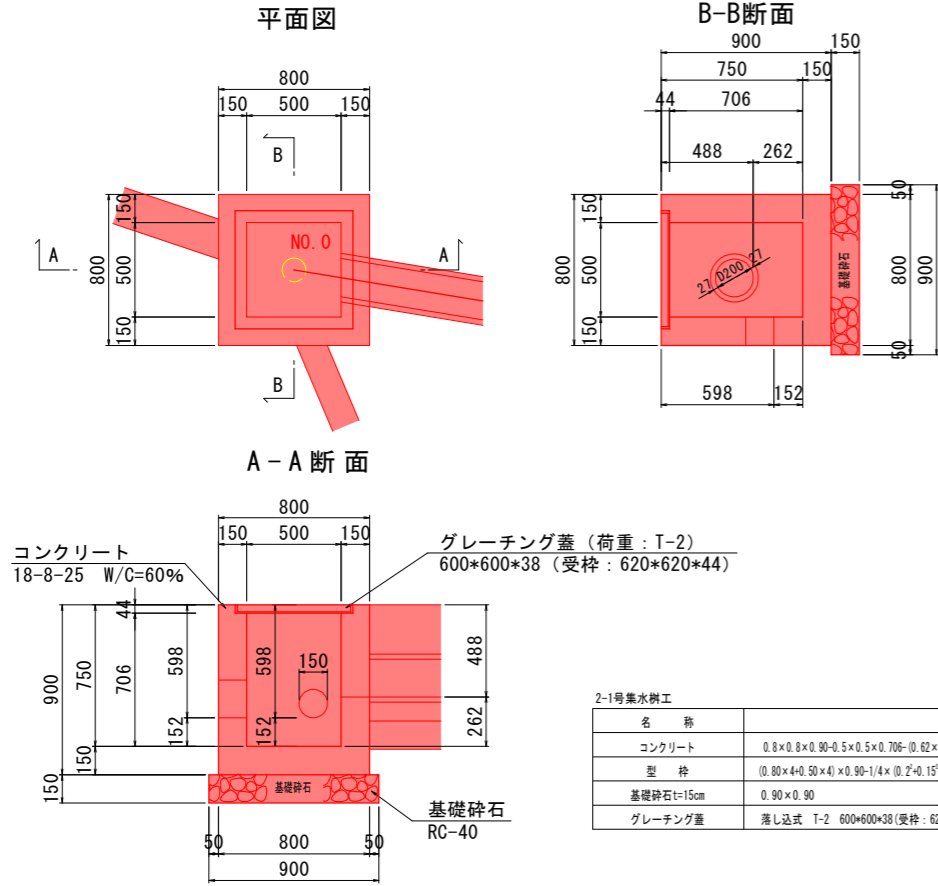 平面図
800
150 500 150
B
NO. 0
A
A
150
500
150
800
B
B-B断面
900 150
750 150
44 706
488 262
150
500
150
800
27 D200 27
基礎砕石
50
800
50
900
598 152
A-A断面
800
150 500 150
コンクリート
18-8-25 W/C=60%
グレーチング蓋 (荷重：T-2)
600*600*38 (受枠：620*620*44)
44
706
750
900
150
150
598
152
598
152
150
488
262
基礎砕石
基礎砕石
RC-40
50 800 50
900
2-1号集水桝工
名 称
コンクリート 0.8×0.8×0.90-0.5×0.5×0.706-(0.62×
型 枠 (0.80×4+0.50×4)×0.90-1/4×(0.2²+0.15²
基礎砕石t=15cm 0.90×0.90
グレーチング蓋 落し込式 T-2 600*600*38(受枠：62